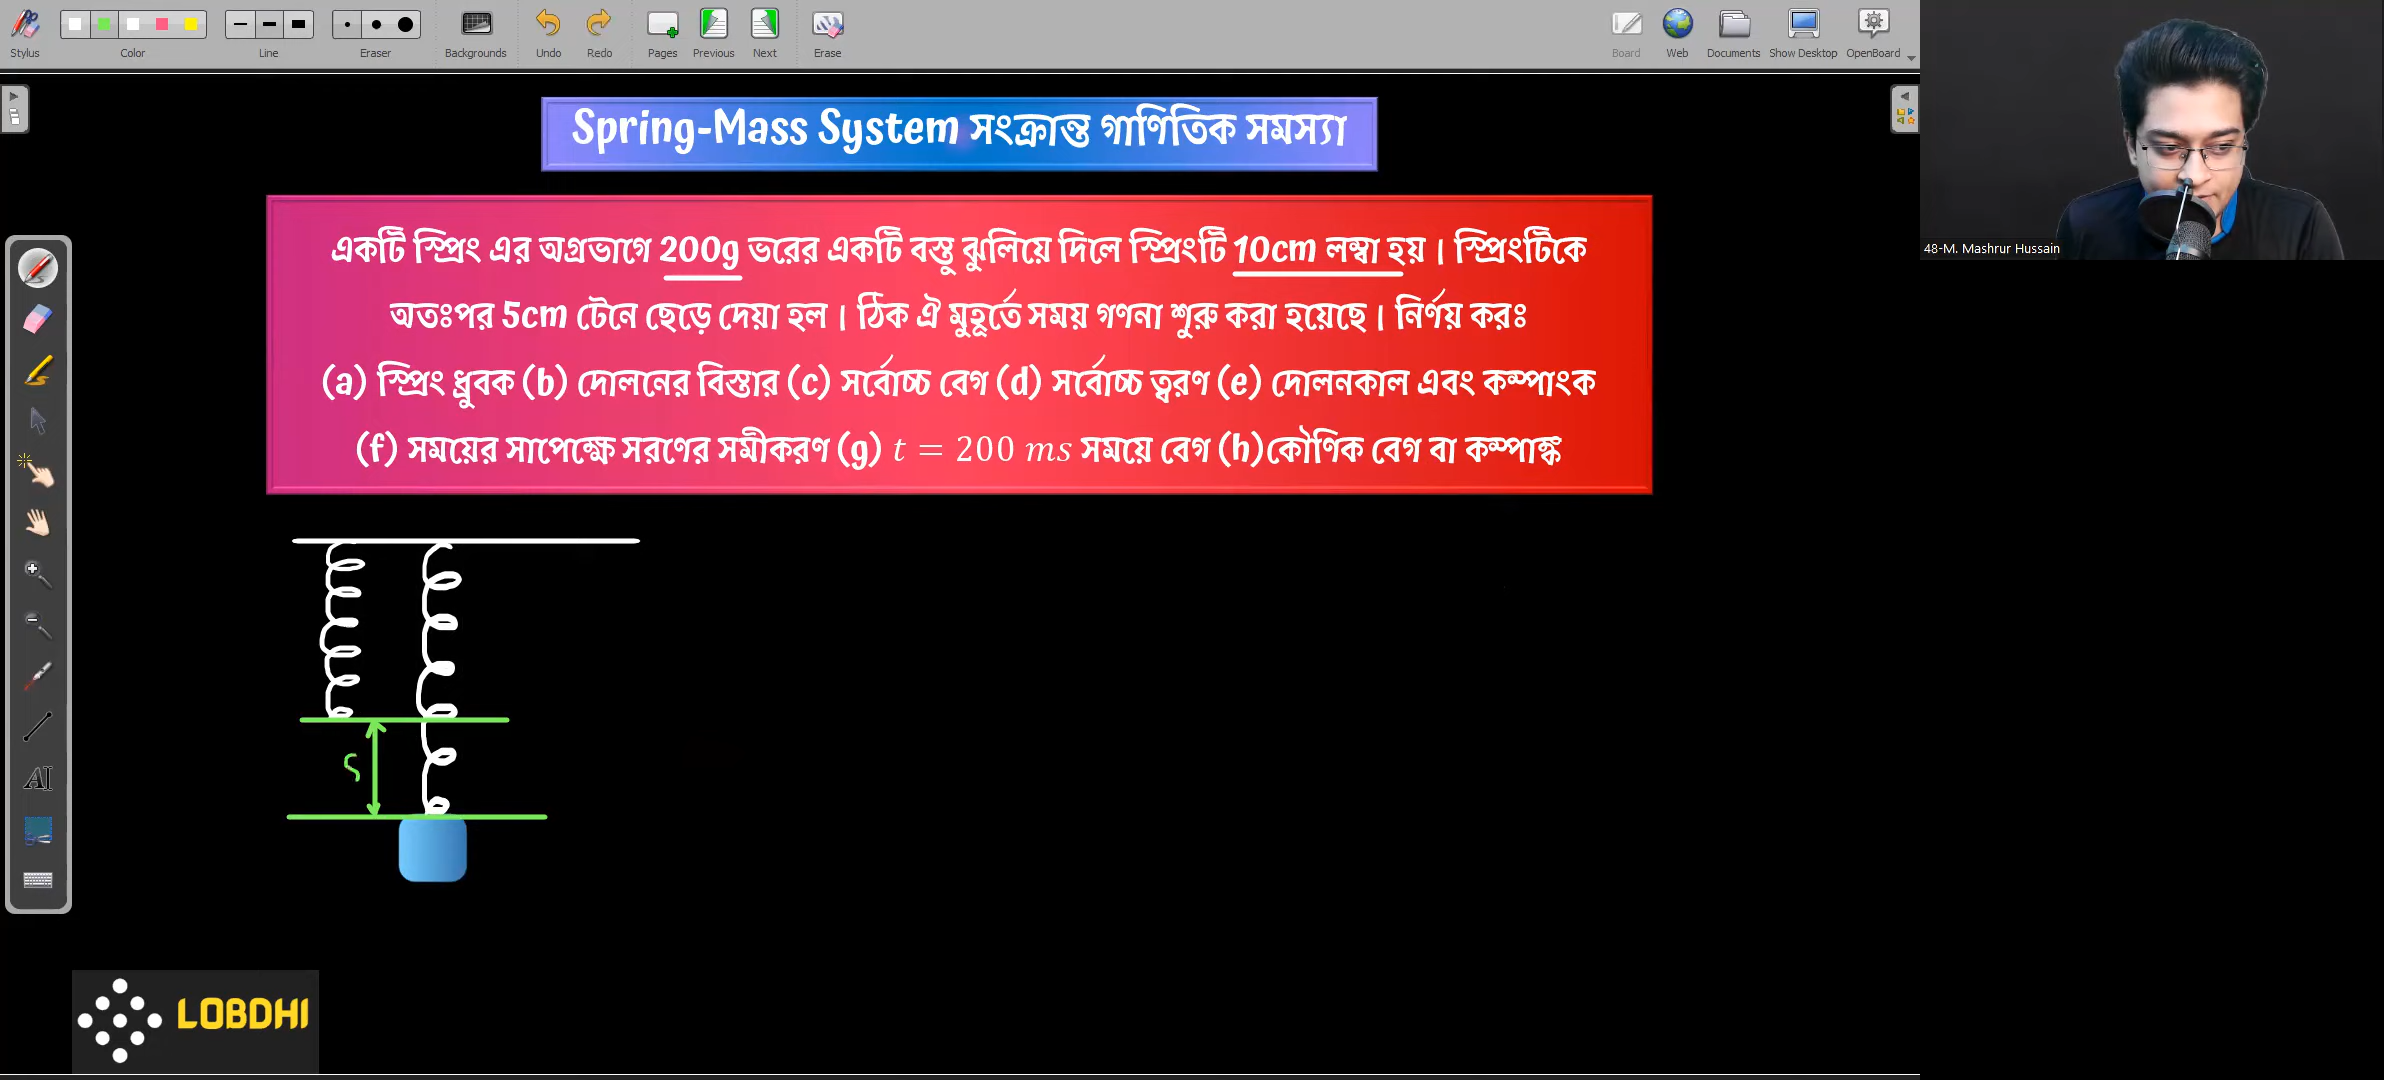 Stylus
Color
Line
Eraser
Backgrounds
Undo
Redo
Pages
Previous
Next
Erase
Board
Web
Documents
Show Desktop
OpenBoard
Spring-Mass System সংক্রান্ত গাণিতিক সমস্যা
একটি স্প্রিং এর অগ্রভাগে 200g ভরের একটি বস্তু ঝুলিয়ে দিলে স্প্রিংটি 10cm লম্বা হয়। স্প্রিংটিকে
অতঃপর 5cm টেনে ছেড়ে দেয়া হল। ঠিক ঐ মুহূর্তে সময় গণনা শুরু করা হয়েছে। নির্ণয় করঃ
(a) স্প্রিং ধ্রুবক (b) দোলনের বিস্তার (c) সর্বোচ্চ বেগ (d) সর্বোচ্চ ত্বরণ (e) দোলনকাল এবং কম্পাংক
(f) সময়ের সাপেক্ষে সরণের সমীকরণ (g) t = 200 ms সময়ে বেগ (h)কৌণিক বেগ বা কম্পাঙ্ক
48-M. Mashrur Hussain
AI
LOBDHI